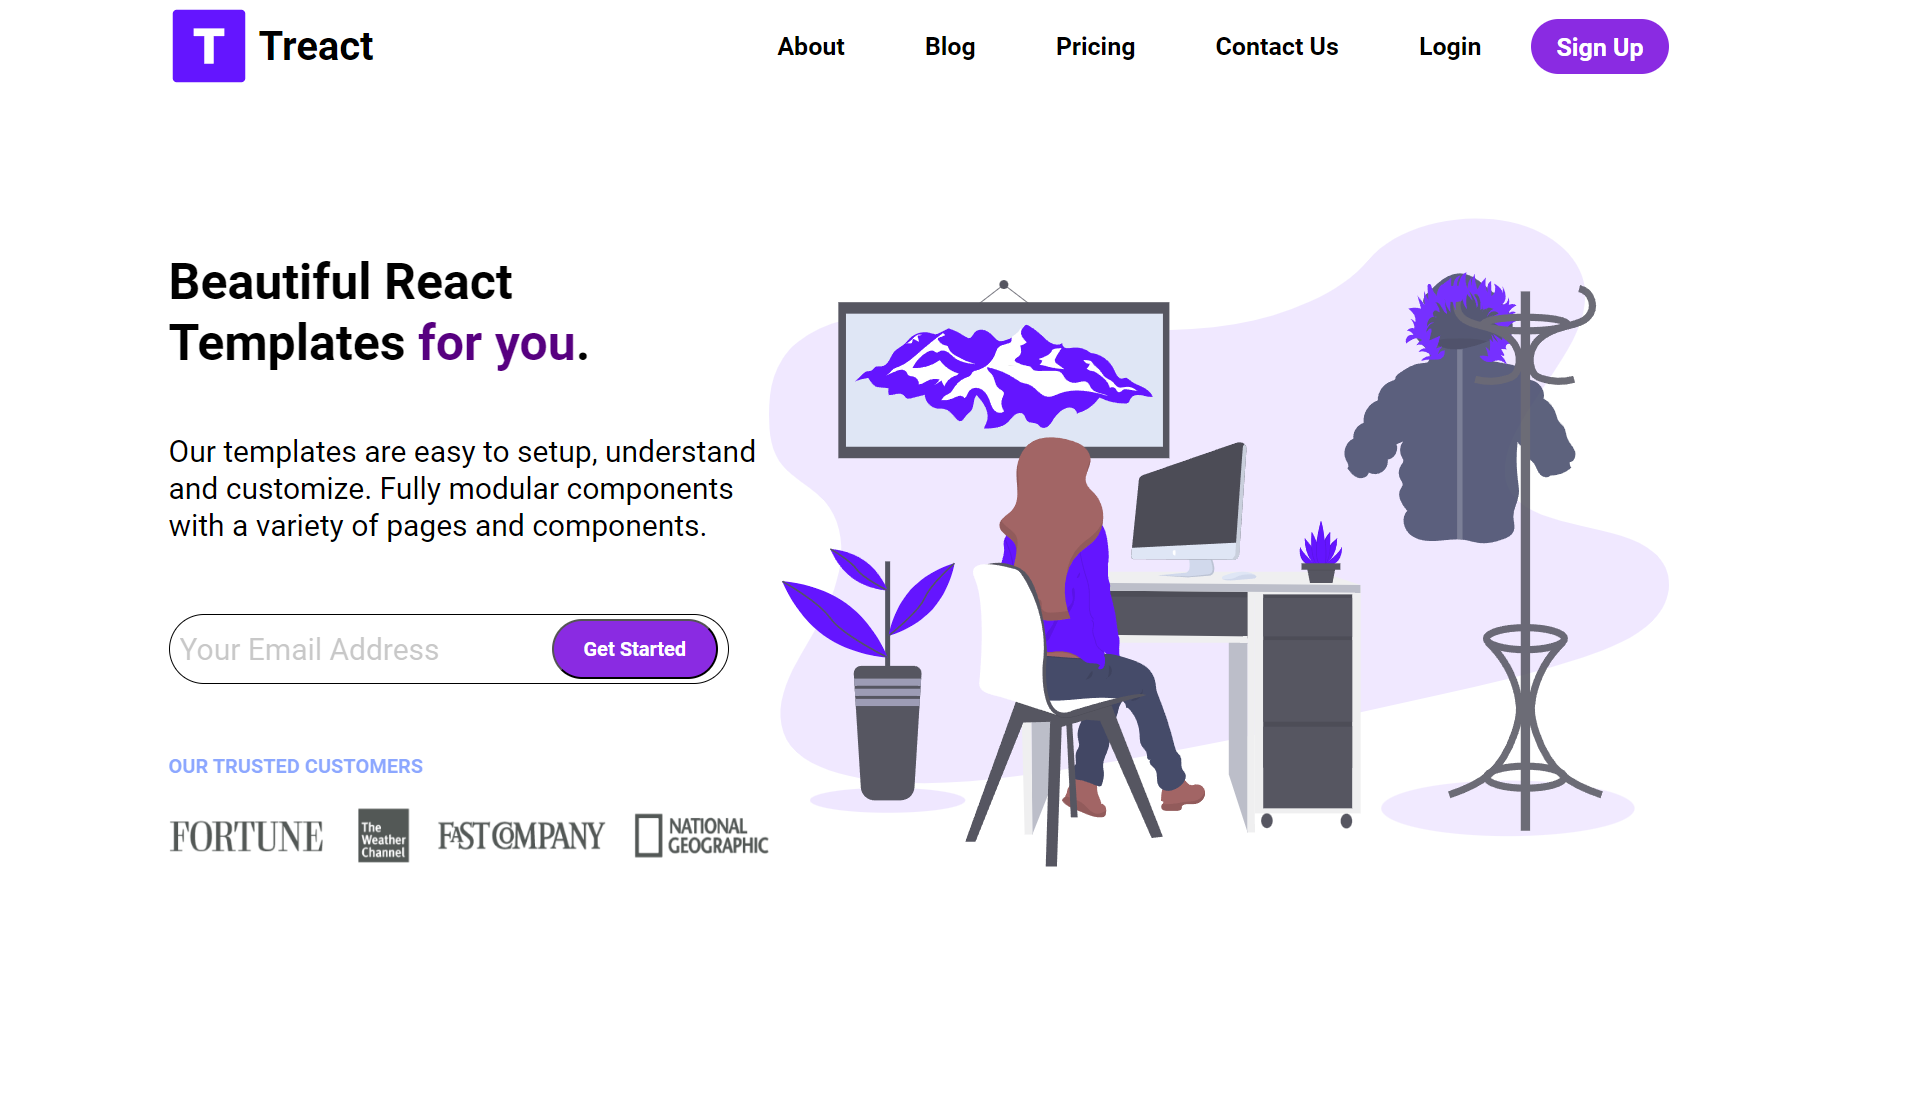 T Treact
About Blog Pricing Contact Us Login Sign Up
Beautiful React
Templates for you.
Our templates are easy to setup, understand
and customize. Fully modular components
with a variety of pages and components.
Your Email Address Get Started
OUR TRUSTED CUSTOMERS
FORTUNE
The
Weather
Channel
FAST COMPANY
NATIONAL
GEOGRAPHIC